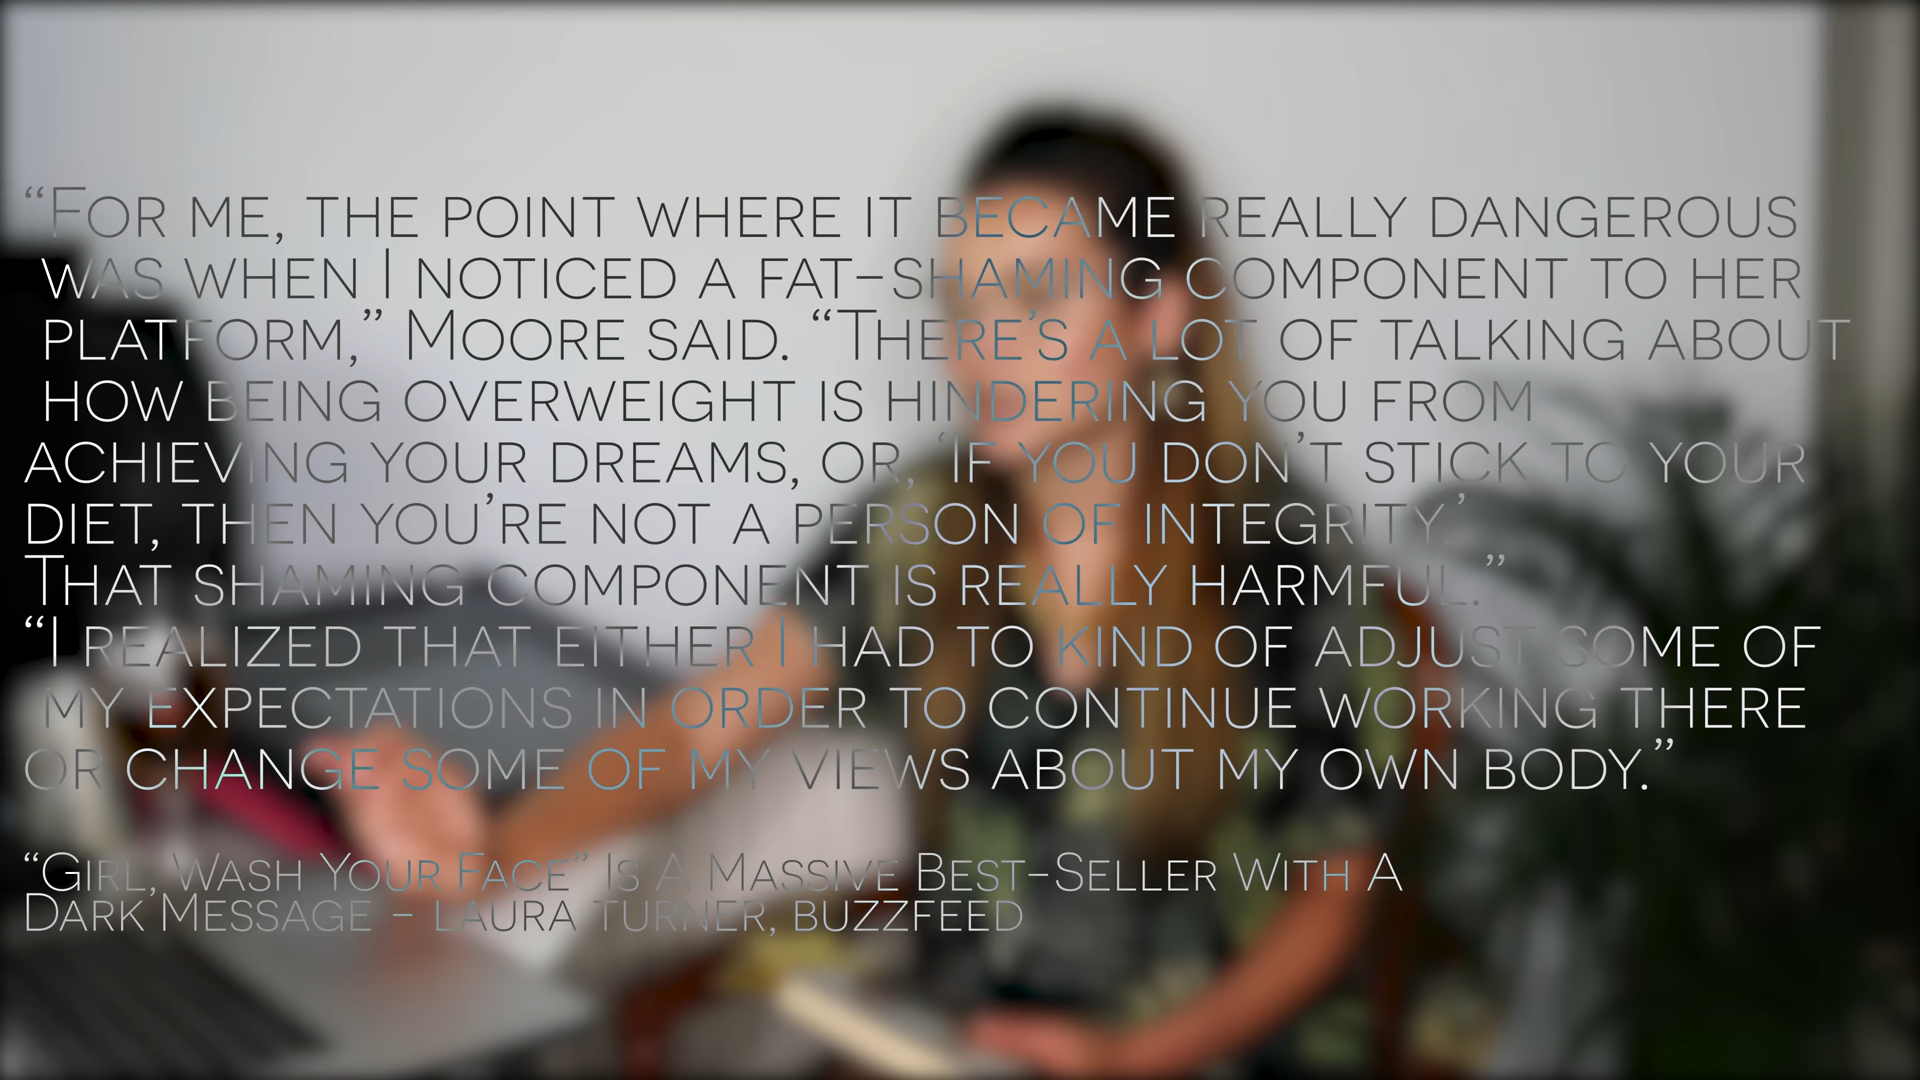 “For me, the point where it became really dangerous
was when I noticed a fat-shaming component to her
platform,” Moore said. “There’s a lot of talking about
how being overweight is hindering you from
achieving your dreams, or, ‘If you don’t stick to your
diet, then you’re not a person of integrity.’
That shaming component is really harmful.”
“I realized that either I had to kind of adjust some of
my expectations in order to continue working there
or change some of my views about my own body.”
“Girl, Wash Your Face” Is A Massive Best-Seller With A
Dark Message - Laura Turner, Buzzfeed